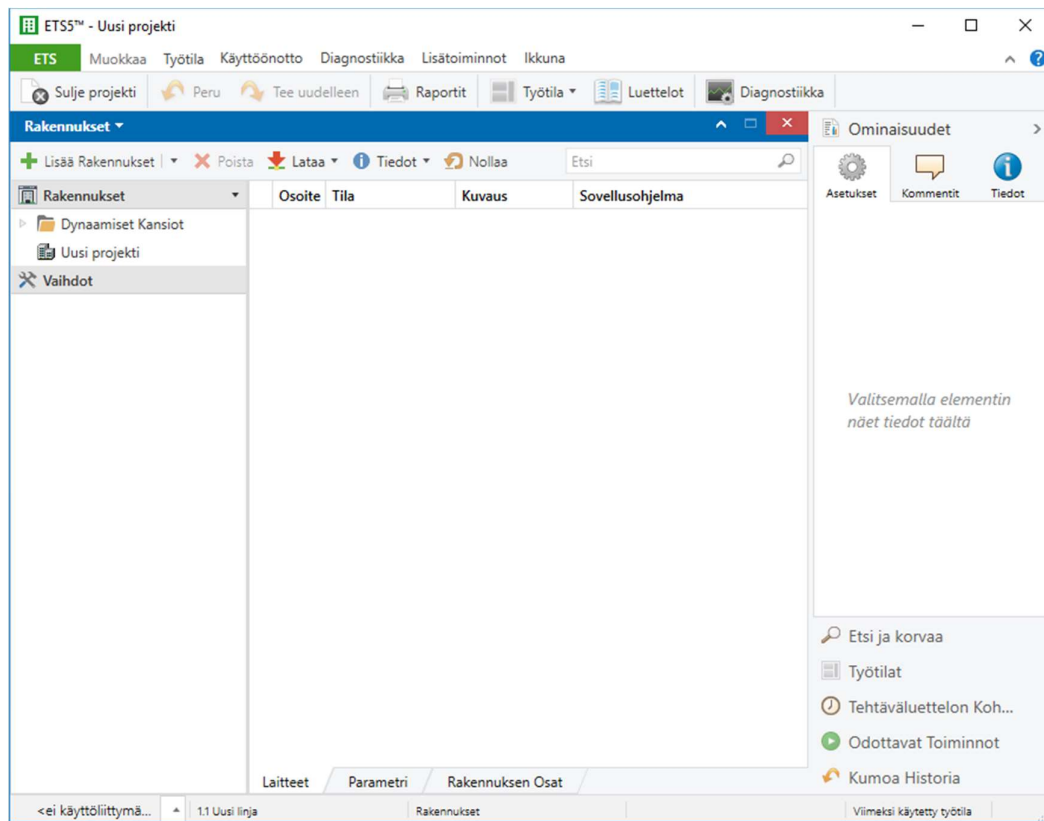 ETS5™ - Uusi projekti
ETS Muokkaa Työtila Käyttöönotto Diagnostiikka Lisätoiminnot Ikkuna
Sulje projekti Peru Tee uudelleen Raportit Työtila Luettelot Diagnostiikka
Rakennukset
Lisää Rakennukset Poista Lataa Tiedot Nollaa Etsi
Rakennukset
Osoite Tila Kuvaus Sovellusohjelma
Dynaamiset Kansiot
Uusi projekti
Vaihdot
Ominaisuudet
Asetukset Kommentit Tiedot
Valitsemalla elementin
näet tiedot täältä
Etsi ja korvaa
Työtilat
Tehtäväluettelon Koh...
Odottavat Toiminnot
Kumoa Historia
Laitteet Parametri Rakennuksen Osat
<ei käyttöliittymä... 1.1 Uusi linja Rakennukset Viimeksi käytetty työtila